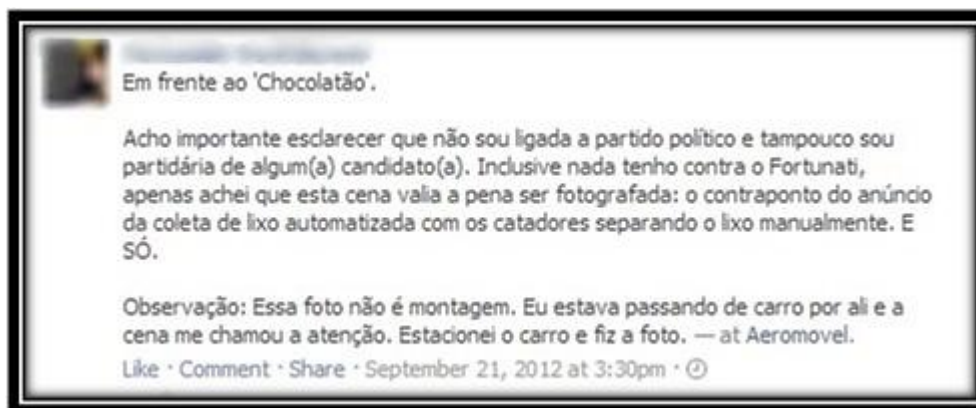 Em frente ao 'Chocolatão'.
Acho importante esclarecer que não sou ligada a partido político e tampouco sou
partidária de algum(a) candidato(a). Inclusive nada tenho contra o Fortunati,
apenas achei que esta cena valia a pena ser fotografada: o contraponto do anúncio
da coleta de lixo automatizada com os catadores separando o lixo manualmente. E
SÓ.
Observação: Essa foto não é montagem. Eu estava passando de carro por ali e a
cena me chamou a atenção. Estacionei o carro e fiz a foto. — at Aeromovel.
Like · Comment · Share · September 21, 2012 at 3:30pm ·